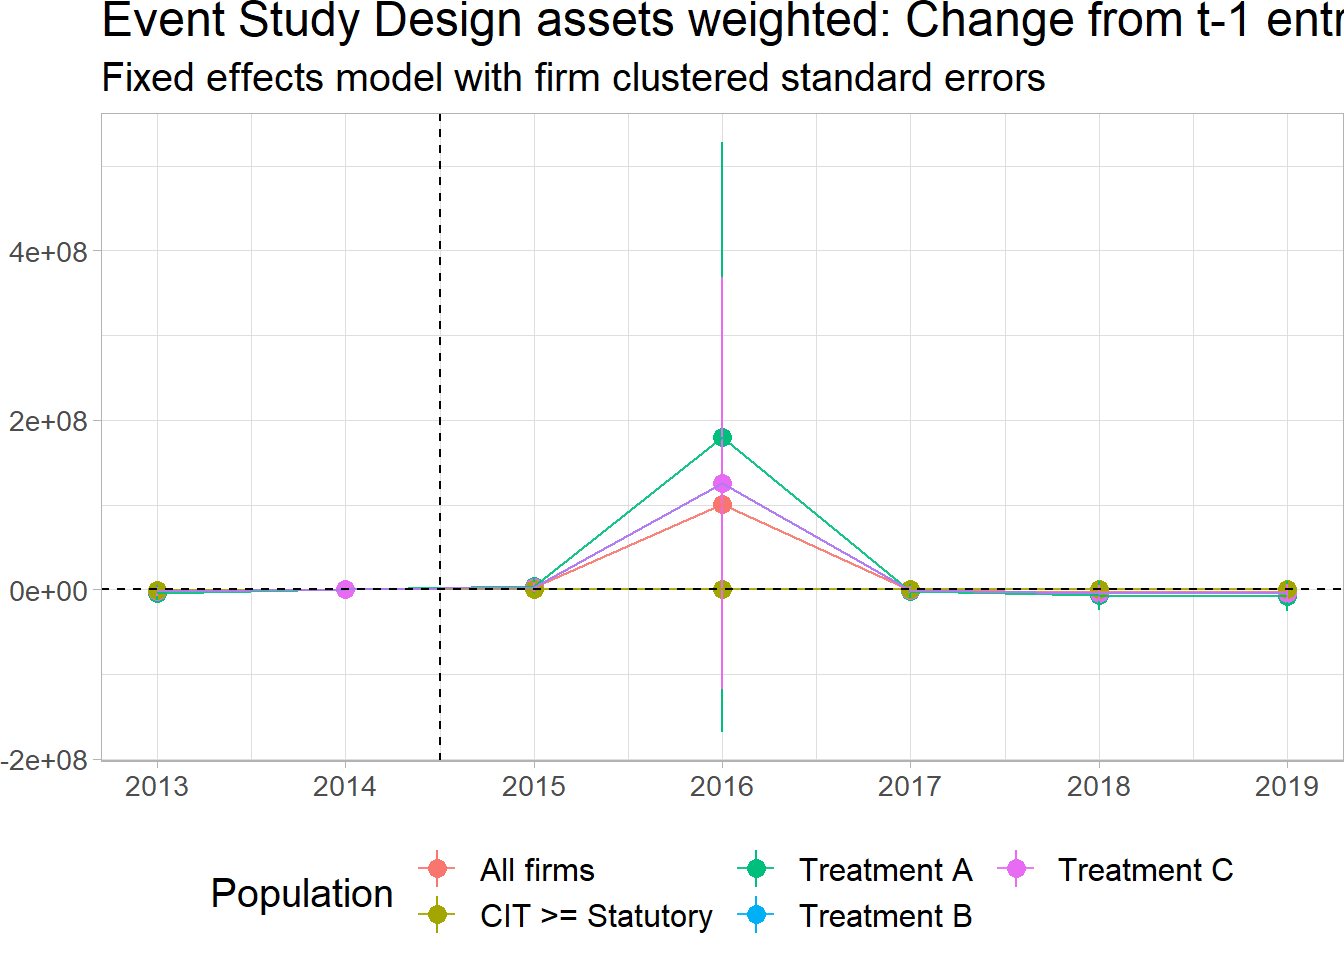 Event Study Design assets weighted: Change from t-1 entr
Fixed effects model with firm clustered standard errors
4e+08
2e+08
0e+00
-2e+08
2013 2014 2015 2016 2017 2018 2019
Population
All firms
Treatment A
Treatment C
CIT >= Statutory
Treatment B